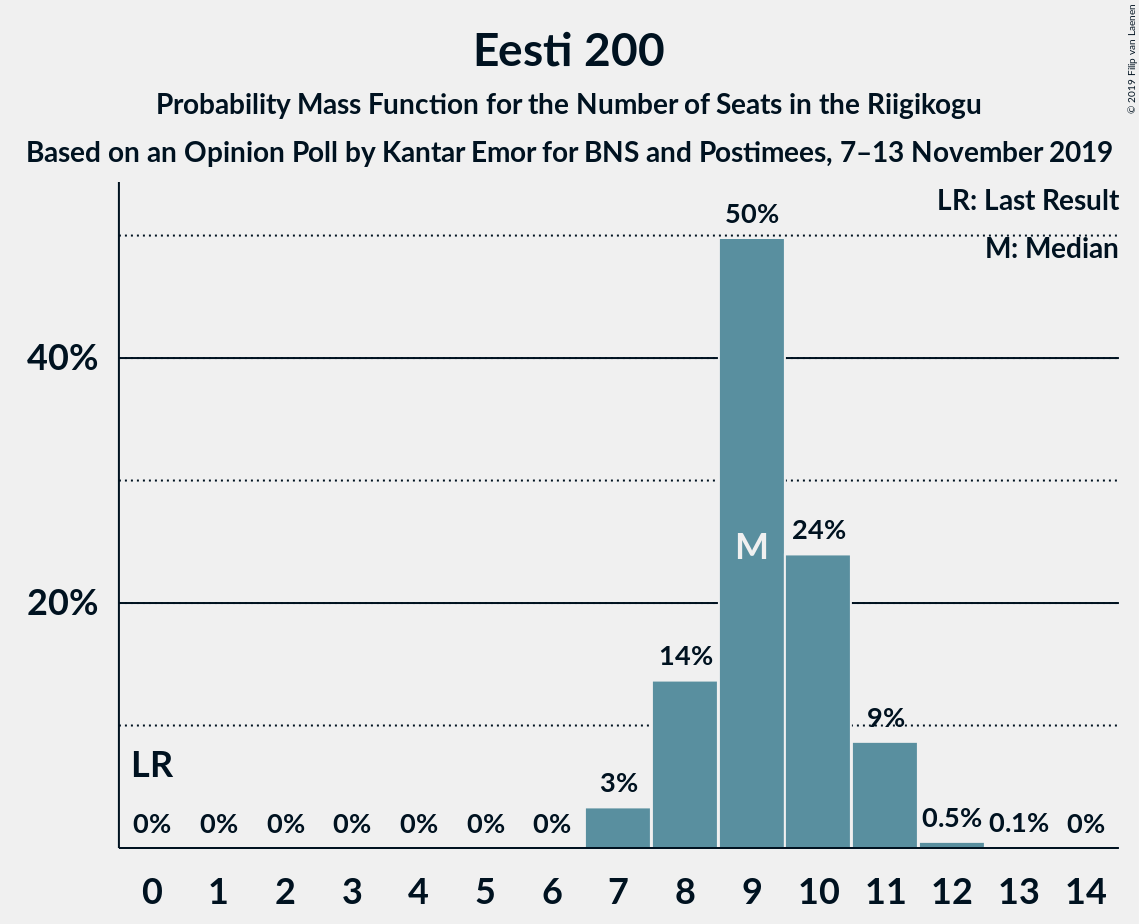 Eesti 200
Probability Mass Function for the Number of Seats in the Riigikogu
Based on an Opinion Poll by Kantar Emor for BNS and Postimees, 7–13 November 2019
© 2019 Filip van Laenen
LR: Last Result
M: Median
50%
40%
M
24%
20%
14%
9%
LR
3%
0% 0% 0% 0% 0% 0% 0% 0.5% 0.1% 0%
0 1 2 3 4 5 6 7 8 9 10 11 12 13 14